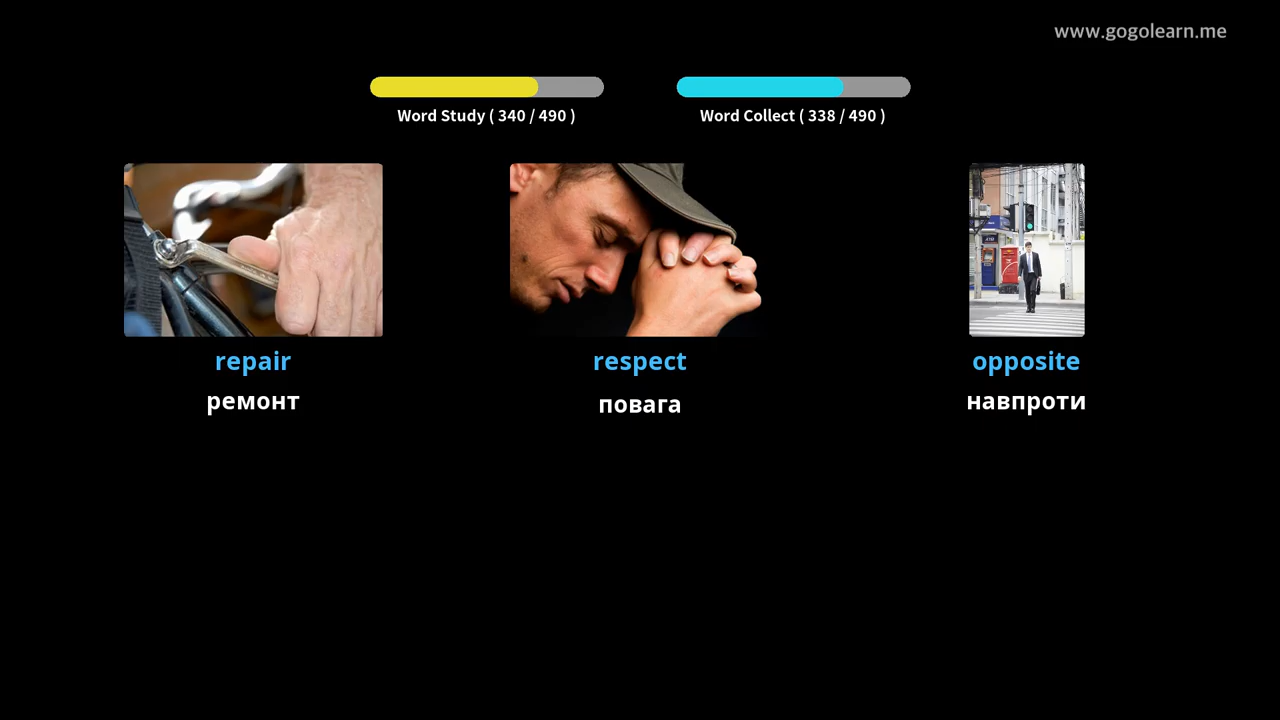 www.gogolearn.me
Word Study ( 340 / 490 )
Word Collect ( 338 / 490 )
repair
ремонт
respect
повага
opposite
навпроти